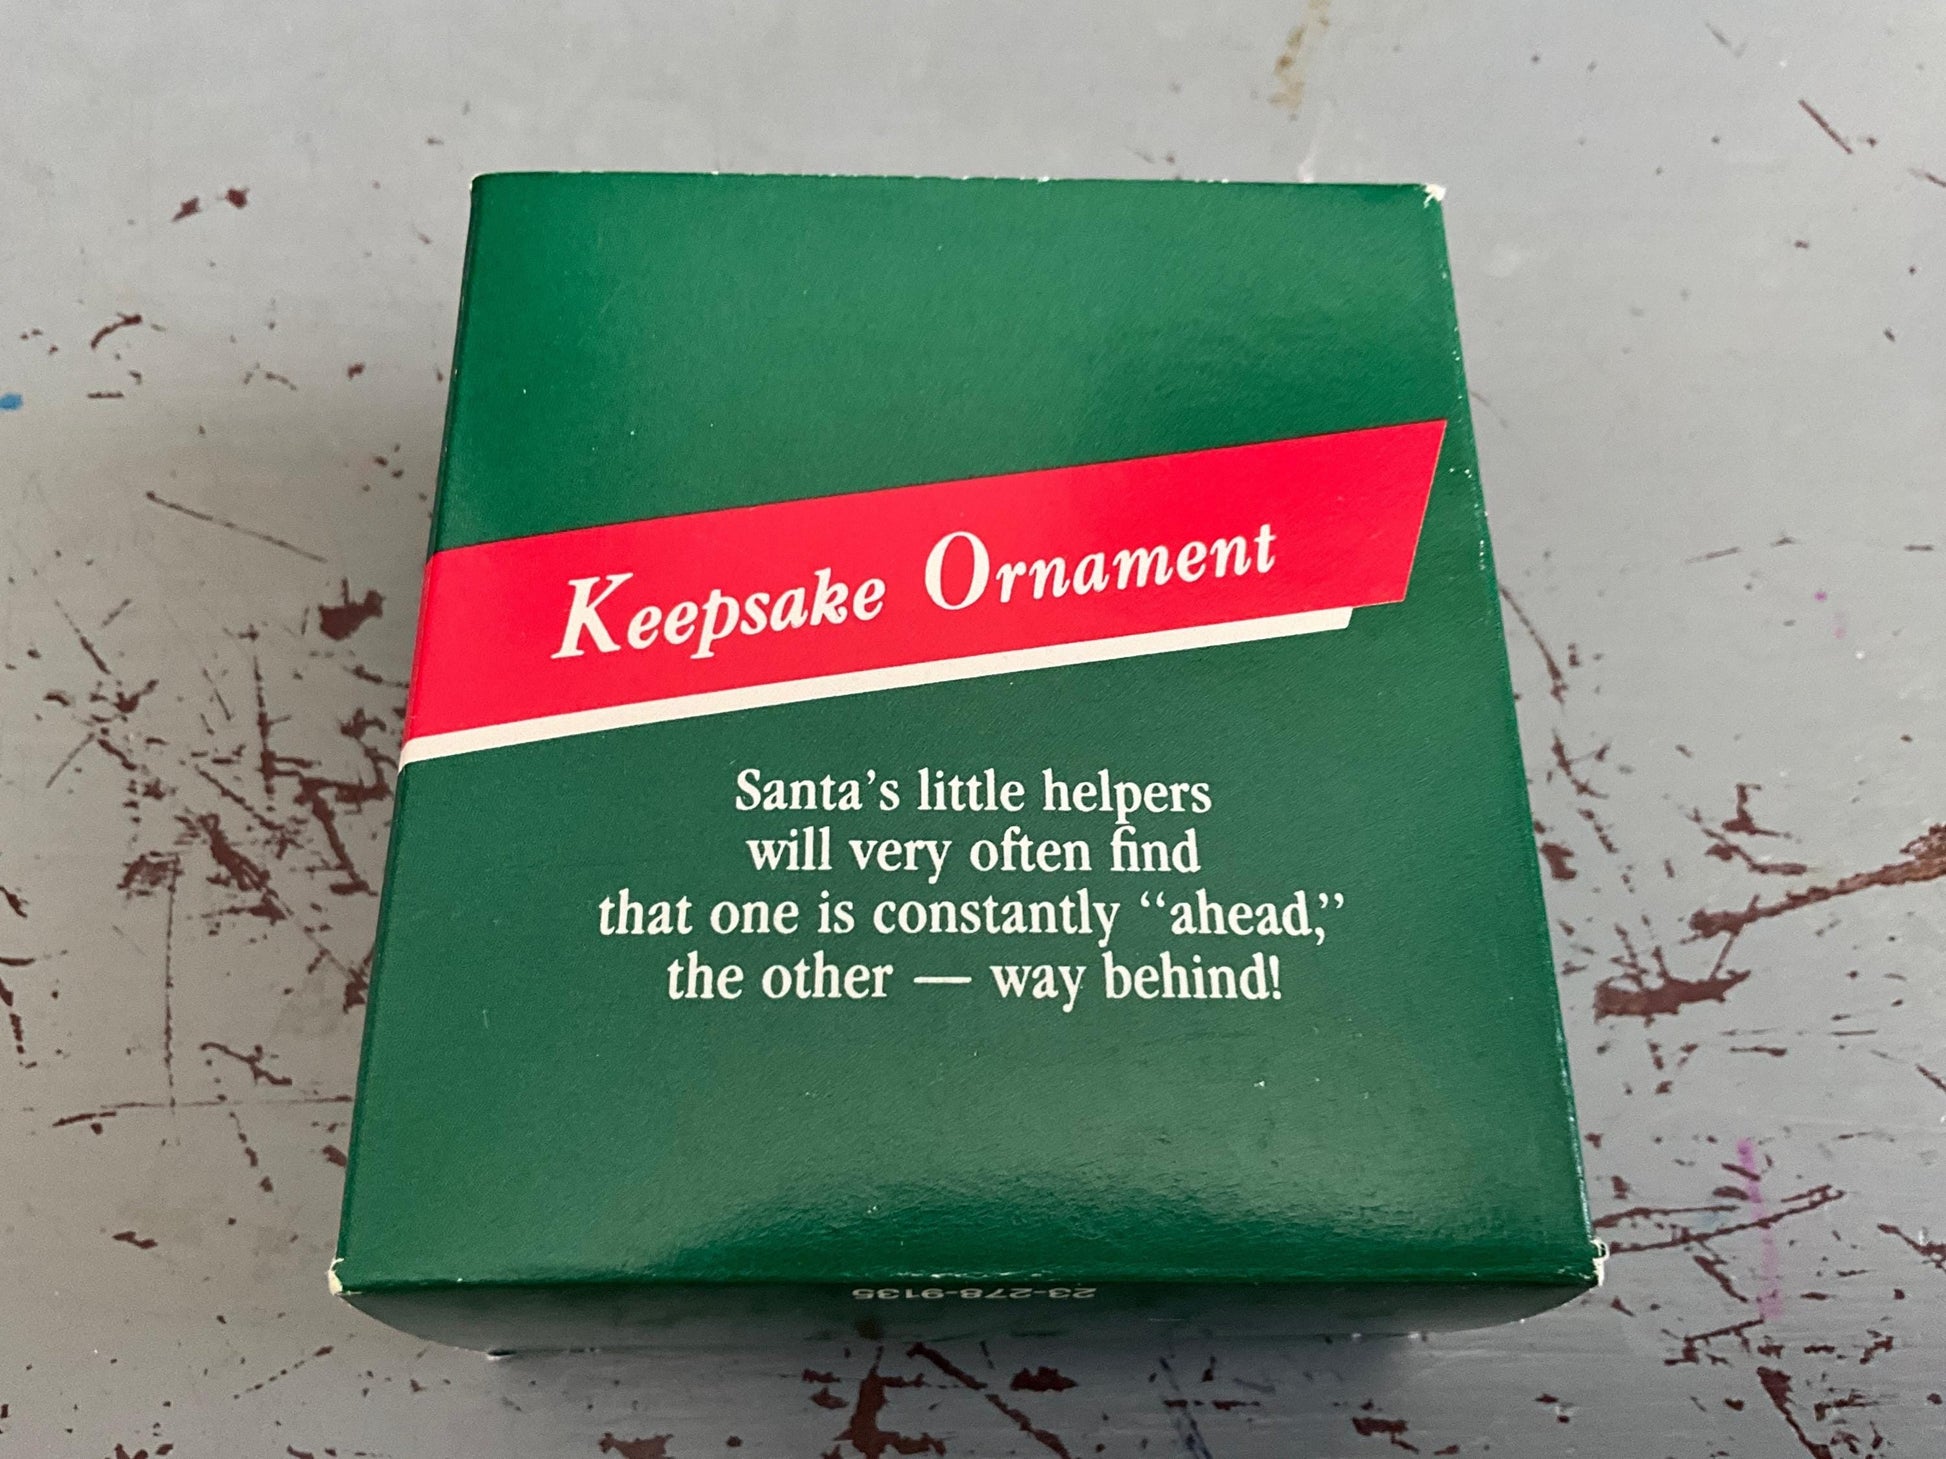 Keepsake Ornament
Santa’s little helpers
will very often find
that one is constantly “ahead,”
the other — way behind!
23-278-9135